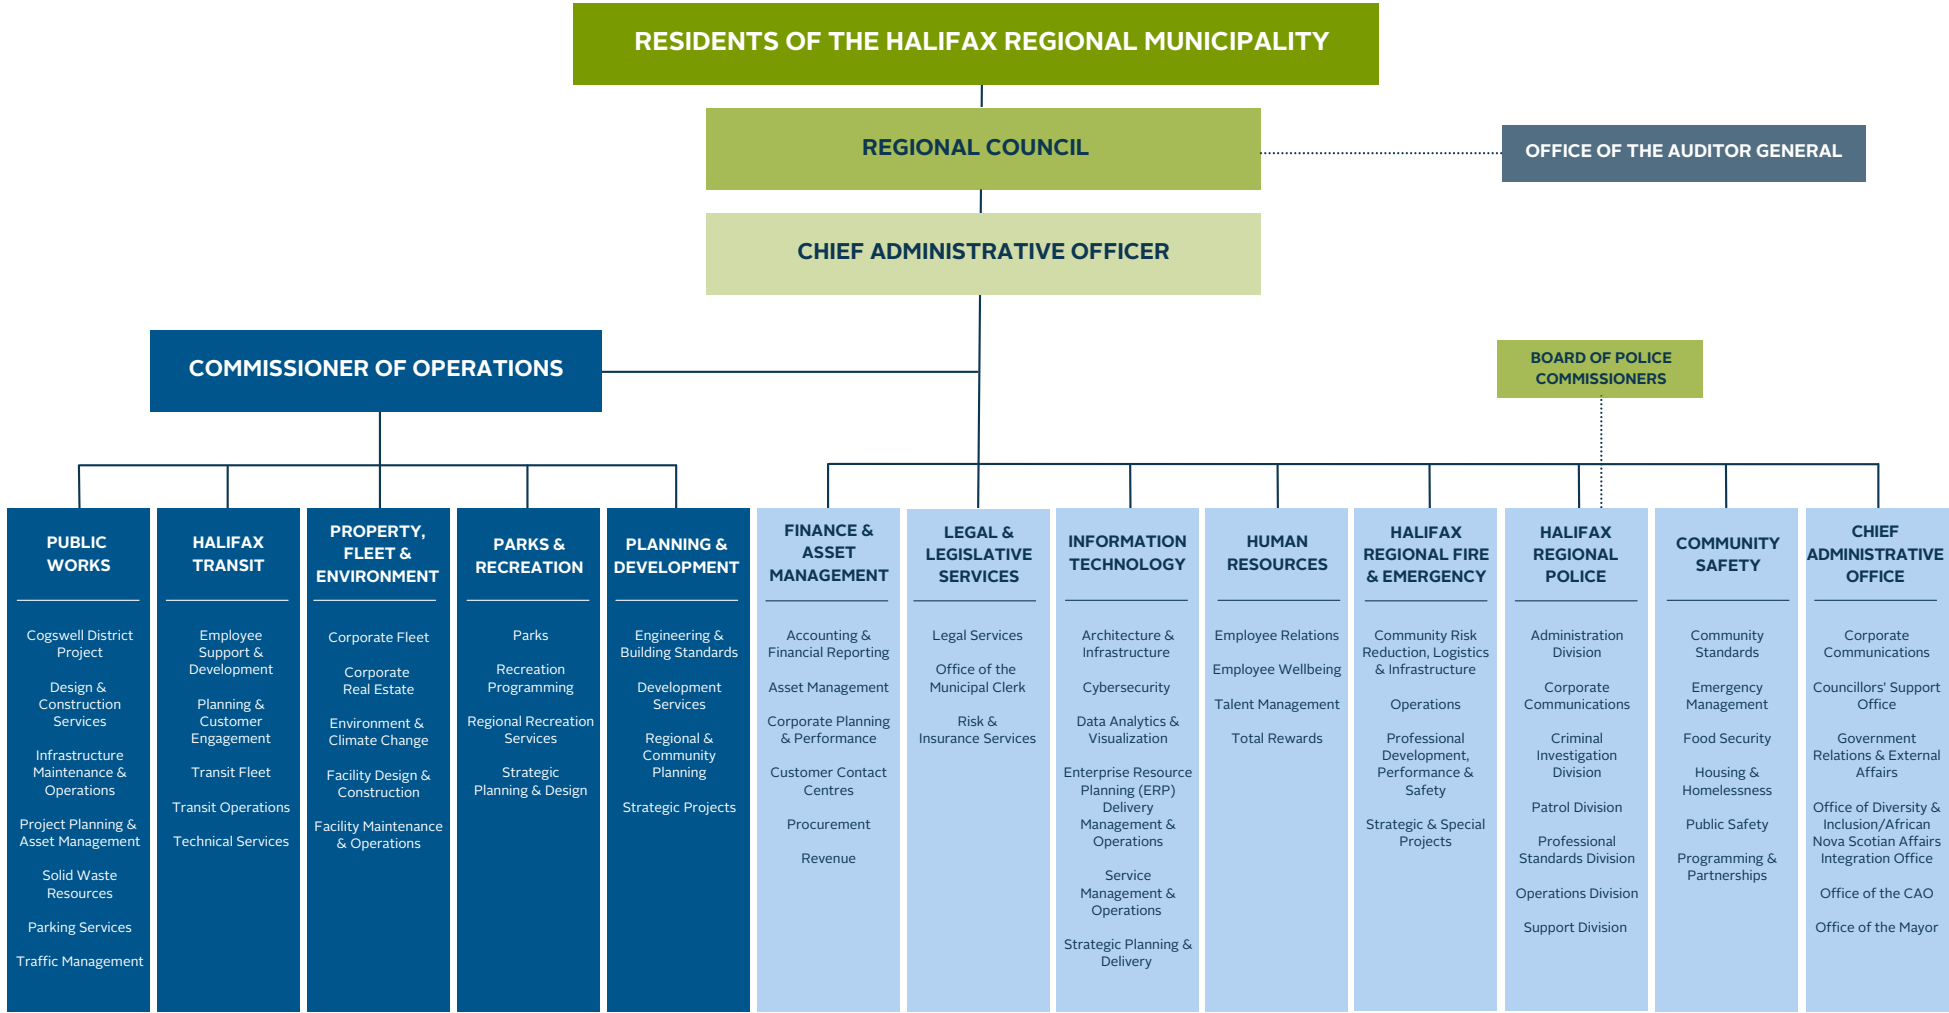 RESIDENTS OF THE HALIFAX REGIONAL MUNICIPALITY
REGIONAL COUNCIL
OFFICE OF THE AUDITOR GENERAL
CHIEF ADMINISTRATIVE OFFICER
COMMISSIONER OF OPERATIONS
BOARD OF POLICE
COMMISSIONERS
PUBLIC
WORKS
Cogswell District
Project
Design &
Construction
Services
Infrastructure
Maintenance &
Operations
Project Planning &
Asset Management
Solid Waste
Resources
Parking Services
Traffic Management
HALIFAX
TRANSIT
Employee
Support &
Development
Planning &
Customer
Engagement
Transit Fleet
Transit Operations
Technical Services
PROPERTY,
FLEET &
ENVIRONMENT
Corporate Fleet
Corporate
Real Estate
Environment &
Climate Change
Facility Design &
Construction
Facility Maintenance
& Operations
PARKS &
RECREATION
Parks
Recreation
Programming
Regional Recreation
Services
Strategic
Planning & Design
PLANNING &
DEVELOPMENT
Engineering &
Building Standards
Development
Services
Regional &
Community
Planning
Strategic Projects
FINANCE &
ASSET
MANAGEMENT
Accounting &
Financial Reporting
Asset Management
Corporate Planning
& Performance
Customer Contact
Centres
Procurement
Revenue
LEGAL &
LEGISLATIVE
SERVICES
Legal Services
Office of the
Municipal Clerk
Risk &
Insurance Services
INFORMATION
TECHNOLOGY
Architecture &
Infrastructure
Cybersecurity
Data Analytics &
Visualization
Enterprise Resource
Planning (ERP)
Delivery
Management &
Operations
Service
Management &
Operations
Strategic Planning &
Delivery
HUMAN
RESOURCES
Employee Relations
Employee Wellbeing
Talent Management
Total Rewards
HALIFAX
REGIONAL FIRE
& EMERGENCY
Community Risk
Reduction, Logistics
& Infrastructure
Operations
Professional
Development,
Performance &
Safety
Strategic & Special
Projects
HALIFAX
REGIONAL
POLICE
Administration
Division
Corporate
Communications
Criminal
Investigation
Division
Patrol Division
Professional
Standards Division
Operations Division
Support Division
COMMUNITY
SAFETY
Community
Standards
Emergency
Management
Food Security
Housing &
Homelessness
Public Safety
Programming &
Partnerships
CHIEF
ADMINISTRATIVE
OFFICE
Corporate
Communications
Councillors' Support
Office
Government
Relations & External
Affairs
Office of Diversity &
Inclusion/African
Nova Scotian Affairs
Integration Office
Office of the CAO
Office of the Mayor